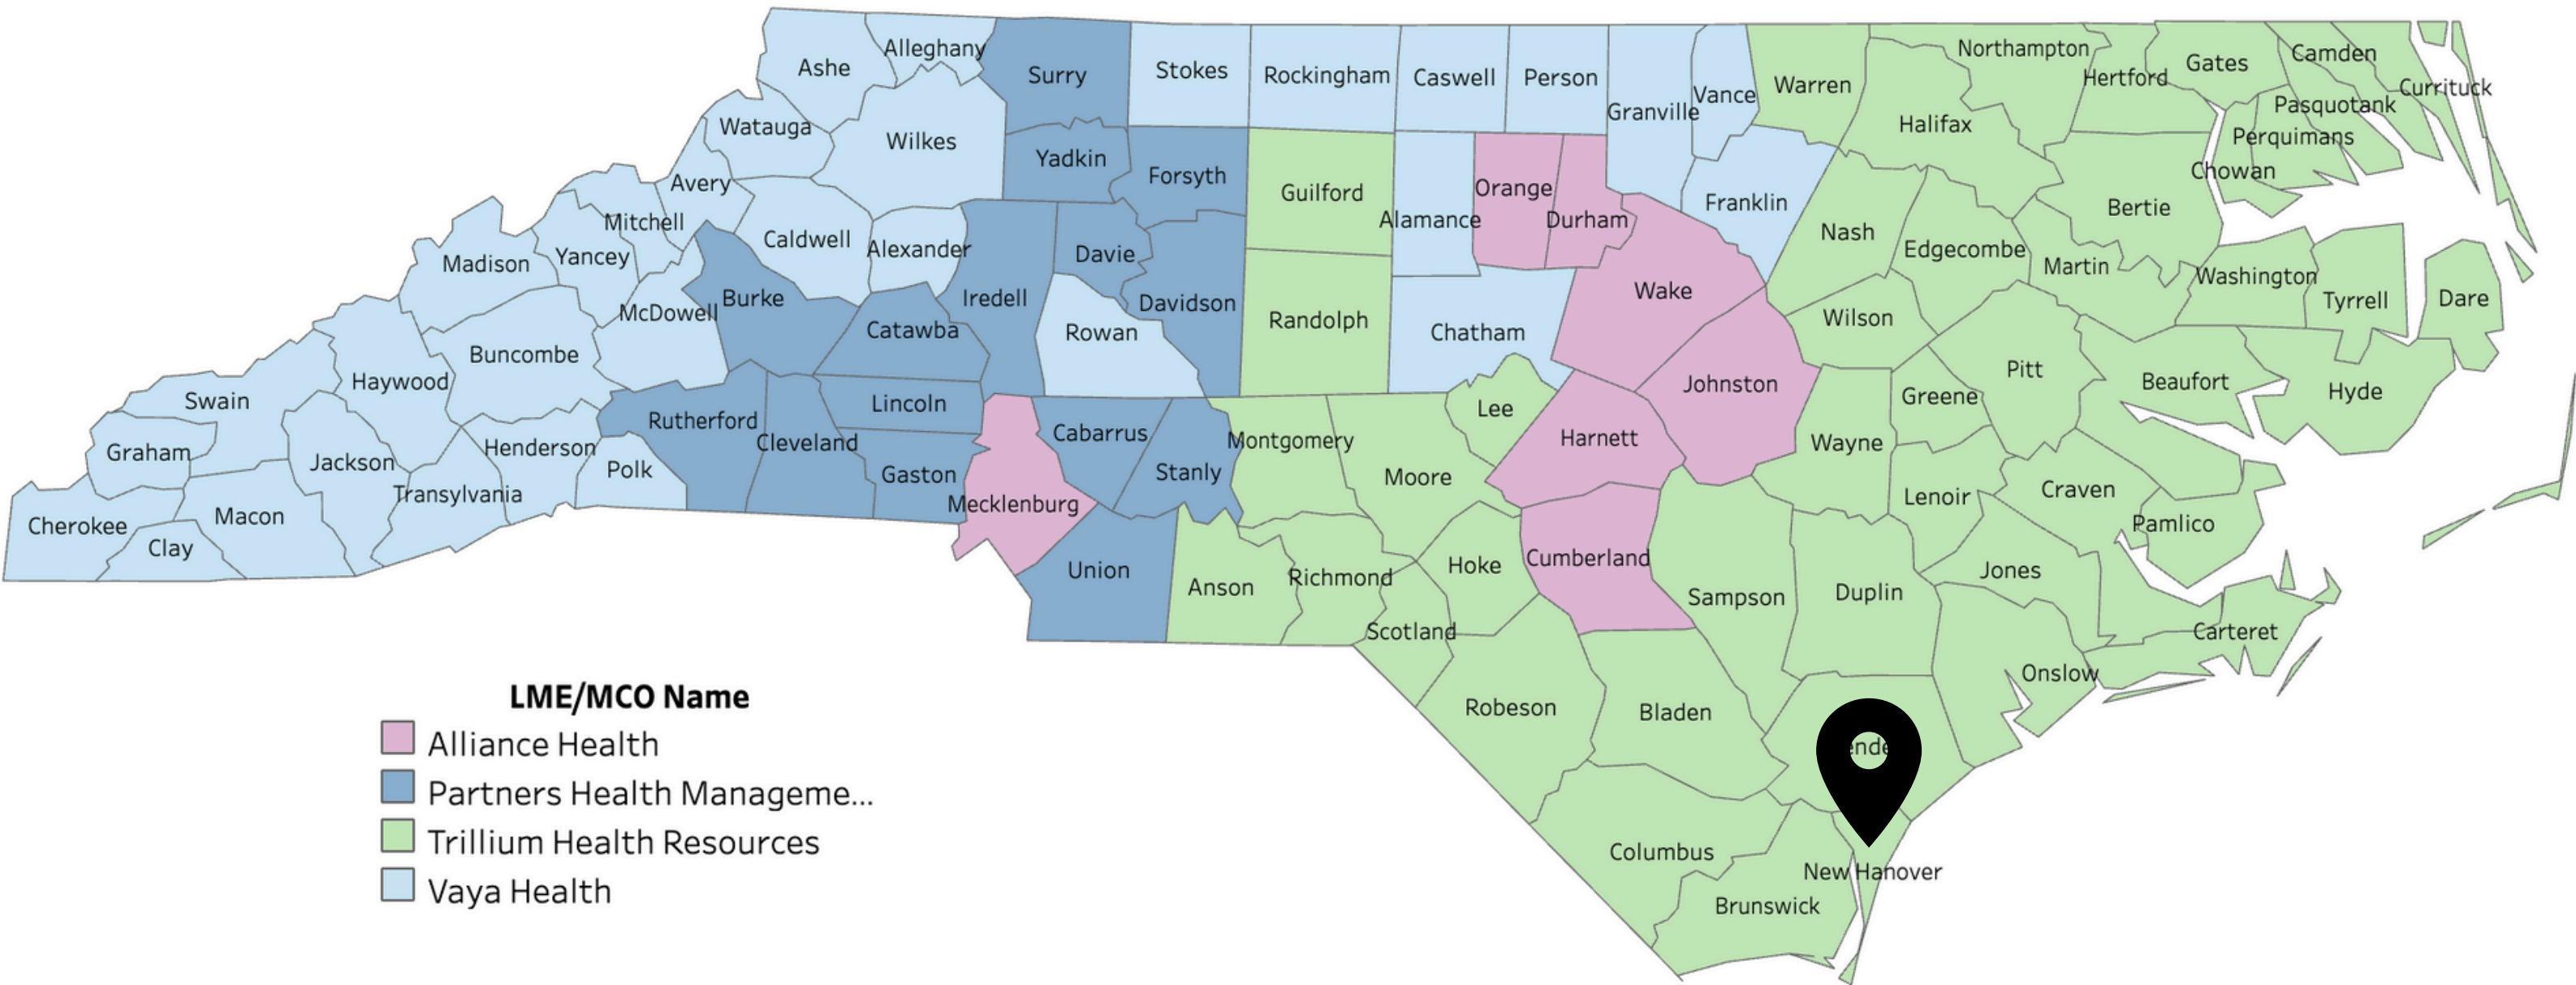 Ashe
Alleghany
Surry
Stokes
Rockingham
Caswell
Person
Granville
Vance
Warren
Northampton
Hertford
Gates
Camden
Currituck
Pasquotank
Perquimans
Chowan
Halifax
Watauga
Wilkes
Yadkin
Forsyth
Guilford
Alamance
Orange
Durham
Franklin
Nash
Edgecombe
Bertie
Martin
Washington
Tyrrell
Dare
Avery
Mitchell
Yancey
Madison
Caldwell
Alexander
Iredell
Davie
Davidson
Randolph
Chatham
Wake
Wilson
Pitt
Beaufort
Hyde
McDowell
Burke
Catawba
Rowan
Buncombe
Haywood
Swain
Graham
Jackson
Henderson
Polk
Rutherford
Cleveland
Lincoln
Gaston
Cabarrus
Stanly
Montgomery
Moore
Lee
Harnett
Johnston
Wayne
Greene
Lenoir
Craven
Pamlico
Cherokee
Clay
Macon
Transylvania
Mecklenburg
Union
Anson
Richmond
Scotland
Hoke
Cumberland
Sampson
Duplin
Jones
Carteret
Onslow
Robeson
Bladen
ende
Columbus
Brunswick
New Hanover
LME/MCO Name
Alliance Health
Partners Health Manageme...
Trillium Health Resources
Vaya Health